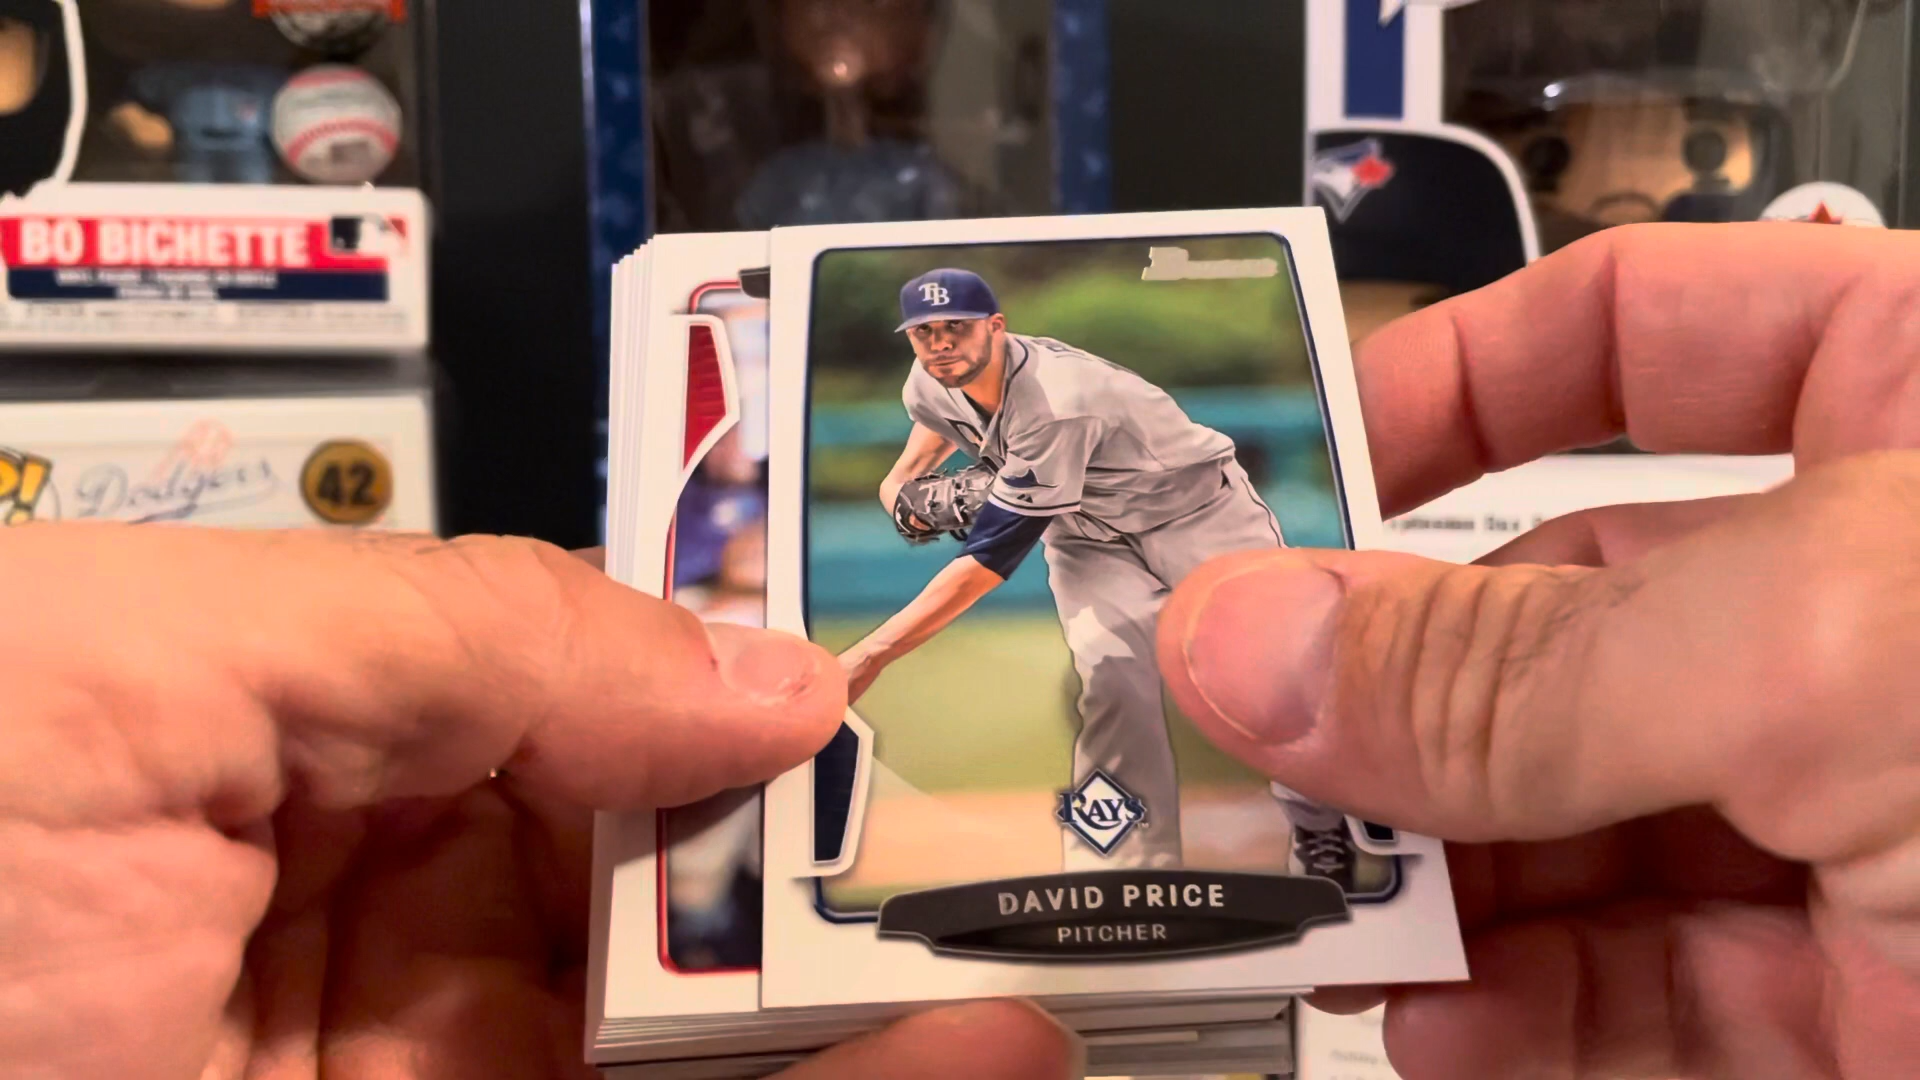 BO BICHETTE
Dodgers
42
Bowman
TB
RAYS
DAVID PRICE
PITCHER